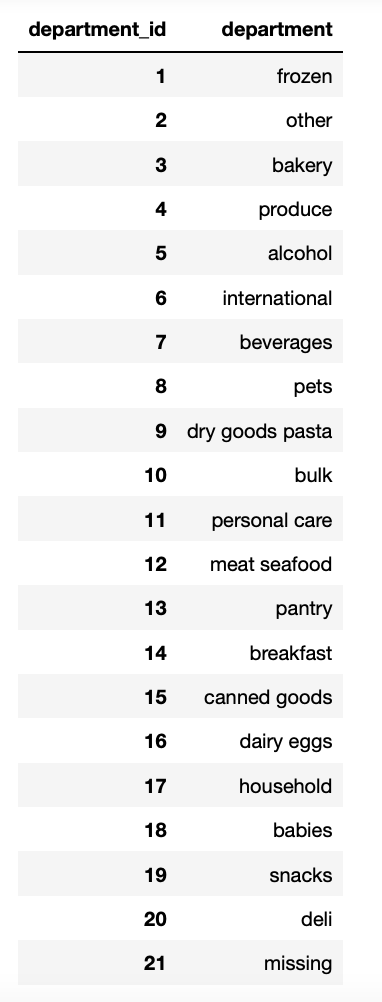 department_id department
1 frozen
2 other
3 bakery
4 produce
5 alcohol
6 international
7 beverages
8 pets
9 dry goods pasta
10 bulk
11 personal care
12 meat seafood
13 pantry
14 breakfast
15 canned goods
16 dairy eggs
17 household
18 babies
19 snacks
20 deli
21 missing